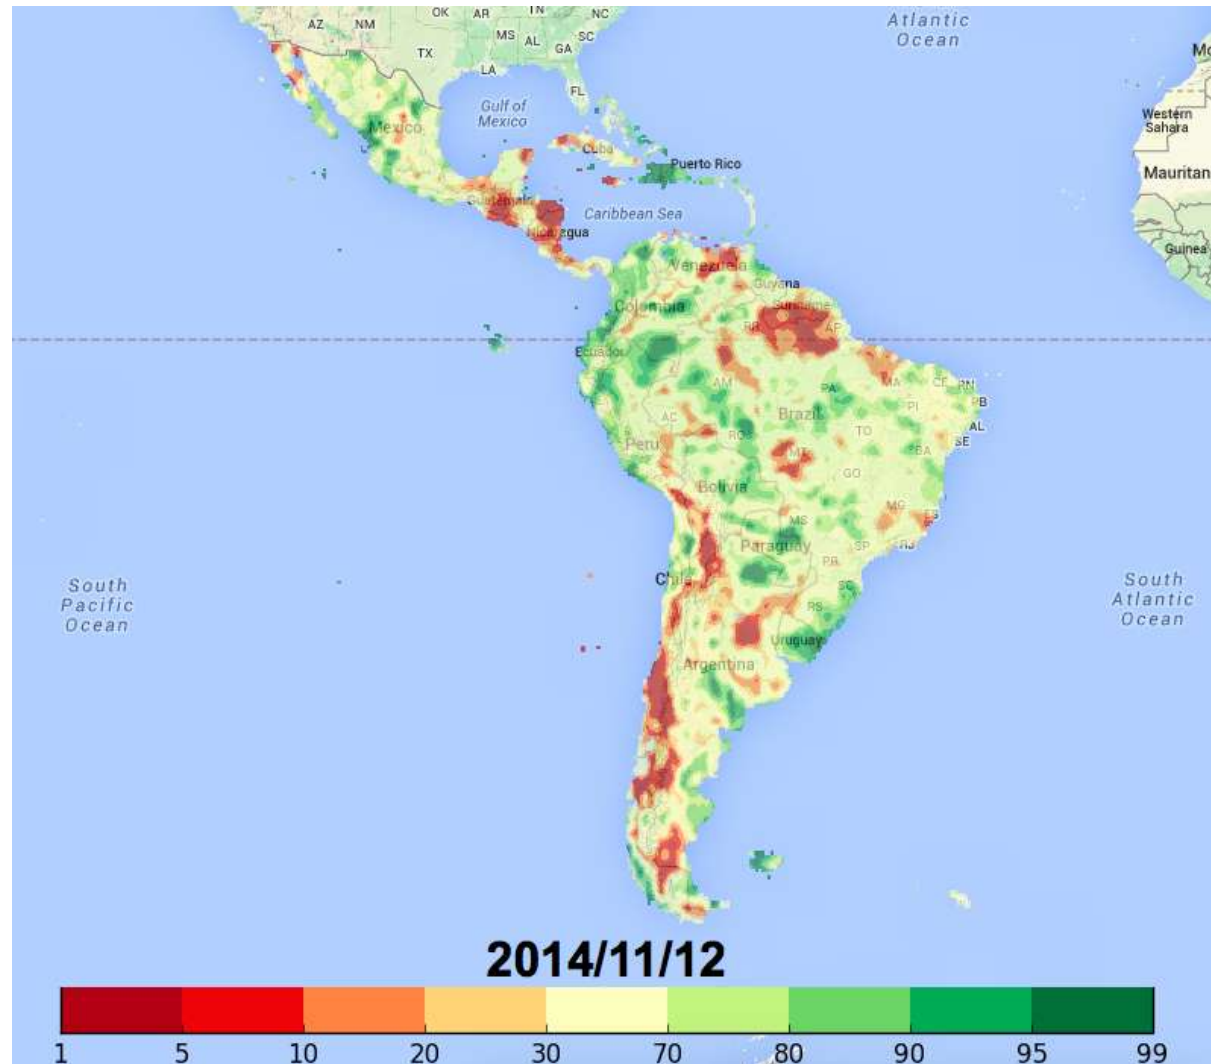 OK
AR
TN
NC
AZ
NM
MS
AL
GA
SC
TX
LA
FL
Atlantic
Ocean
Gulf of
Mexico
Mexico
Cuba
Puerto Rico
Western
Sahara
Mauritan
Guinea
Guatemala
Caribbean Sea
Nicaragua
Venezuela
Guyana
Suriname
Colombia
RR
AP
Ecuador
AM
PA
MA
CE
RN
PB
PI
AL
SE
AC
Brazil
TO
Peru
RO
MT
BA
GO
Bolivia
MG
ES
MS
Paraguay
SP
RJ
PR
Chile
SC
RS
Uruguay
Argentina
South
Pacific
Ocean
South
Atlantic
Ocean
2014/11/12
1 5 10 20 30 70 80 90 95 99